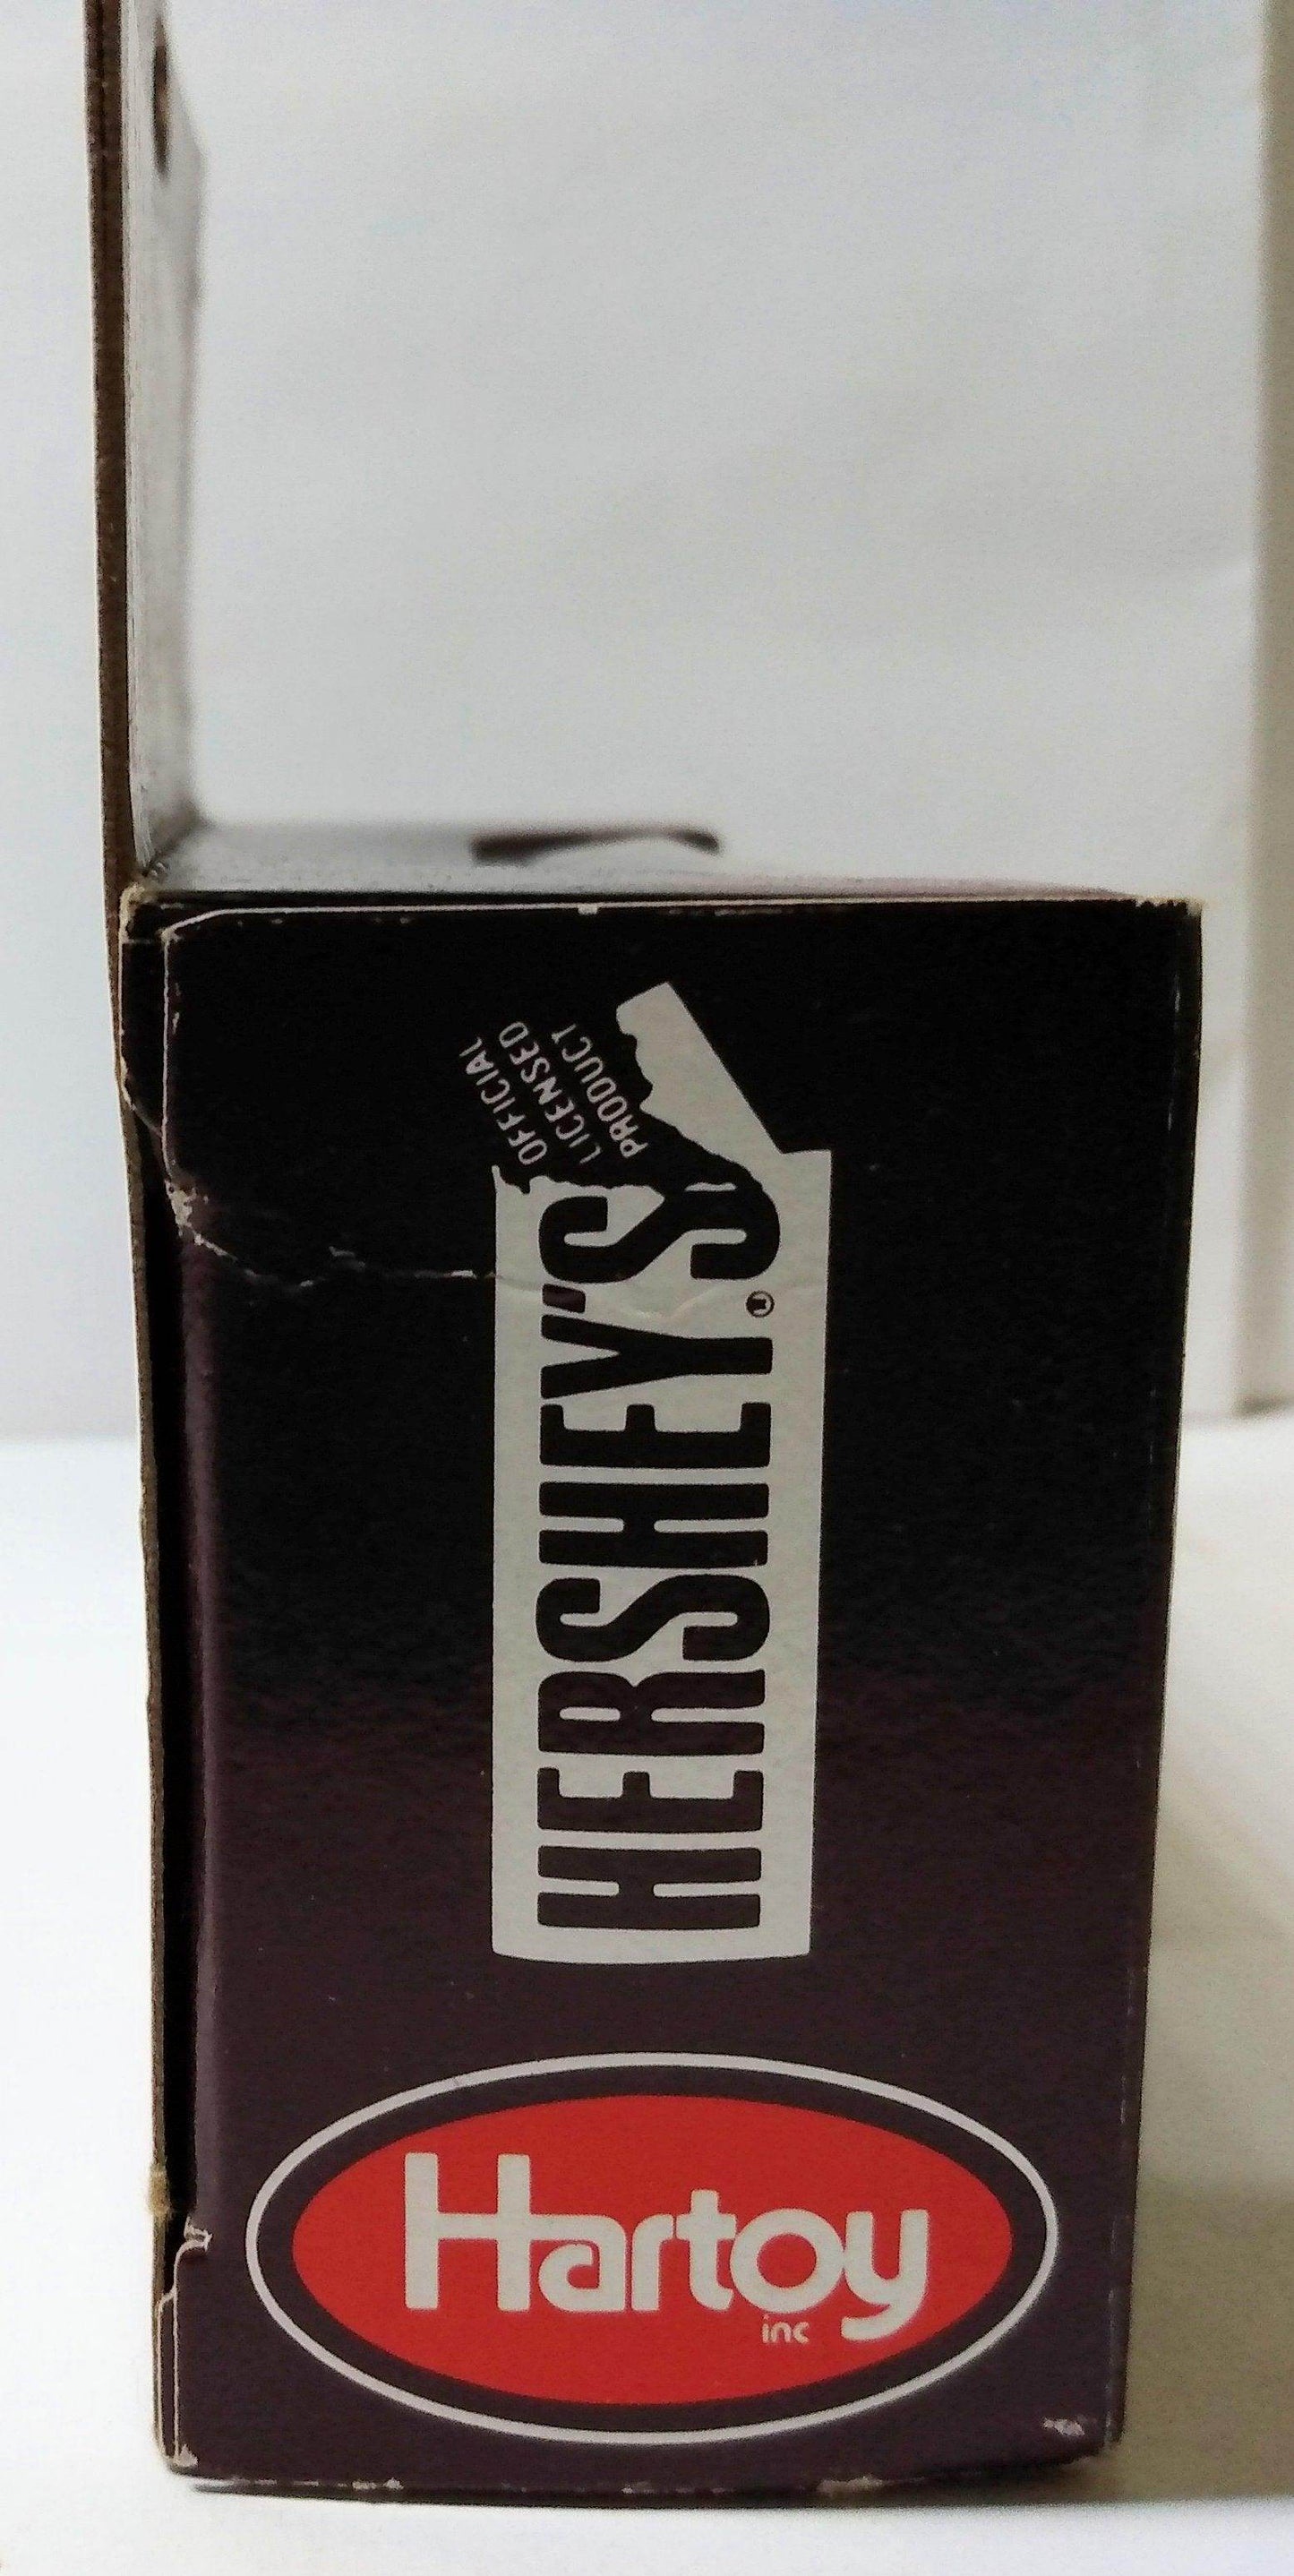 OFFICIAL
LICENSED
PRODUCT
HERSHEY'S®
Hartoy
inc